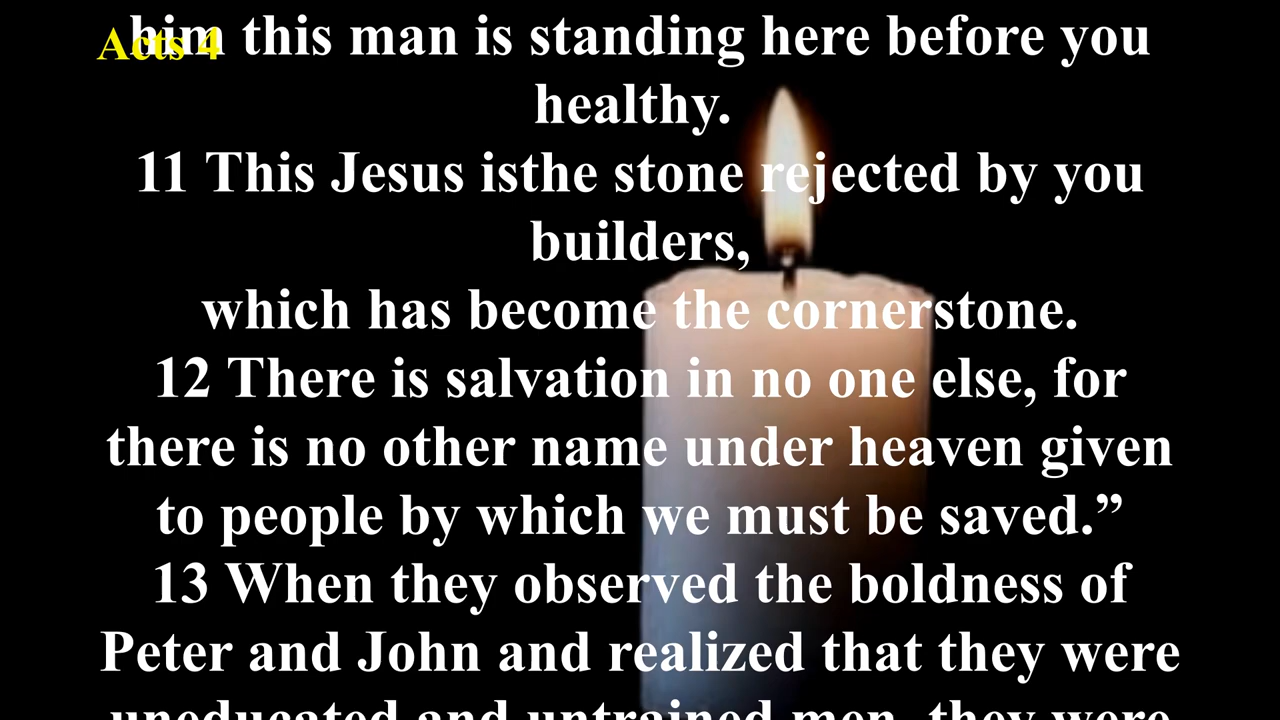 Acts 4
him this man is standing here before you
healthy.
11 This Jesus isthe stone rejected by you
builders,
which has become the cornerstone.
12 There is salvation in no one else, for
there is no other name under heaven given
to people by which we must be saved.”
13 When they observed the boldness of
Peter and John and realized that they were
uneducated and untrained men, they were